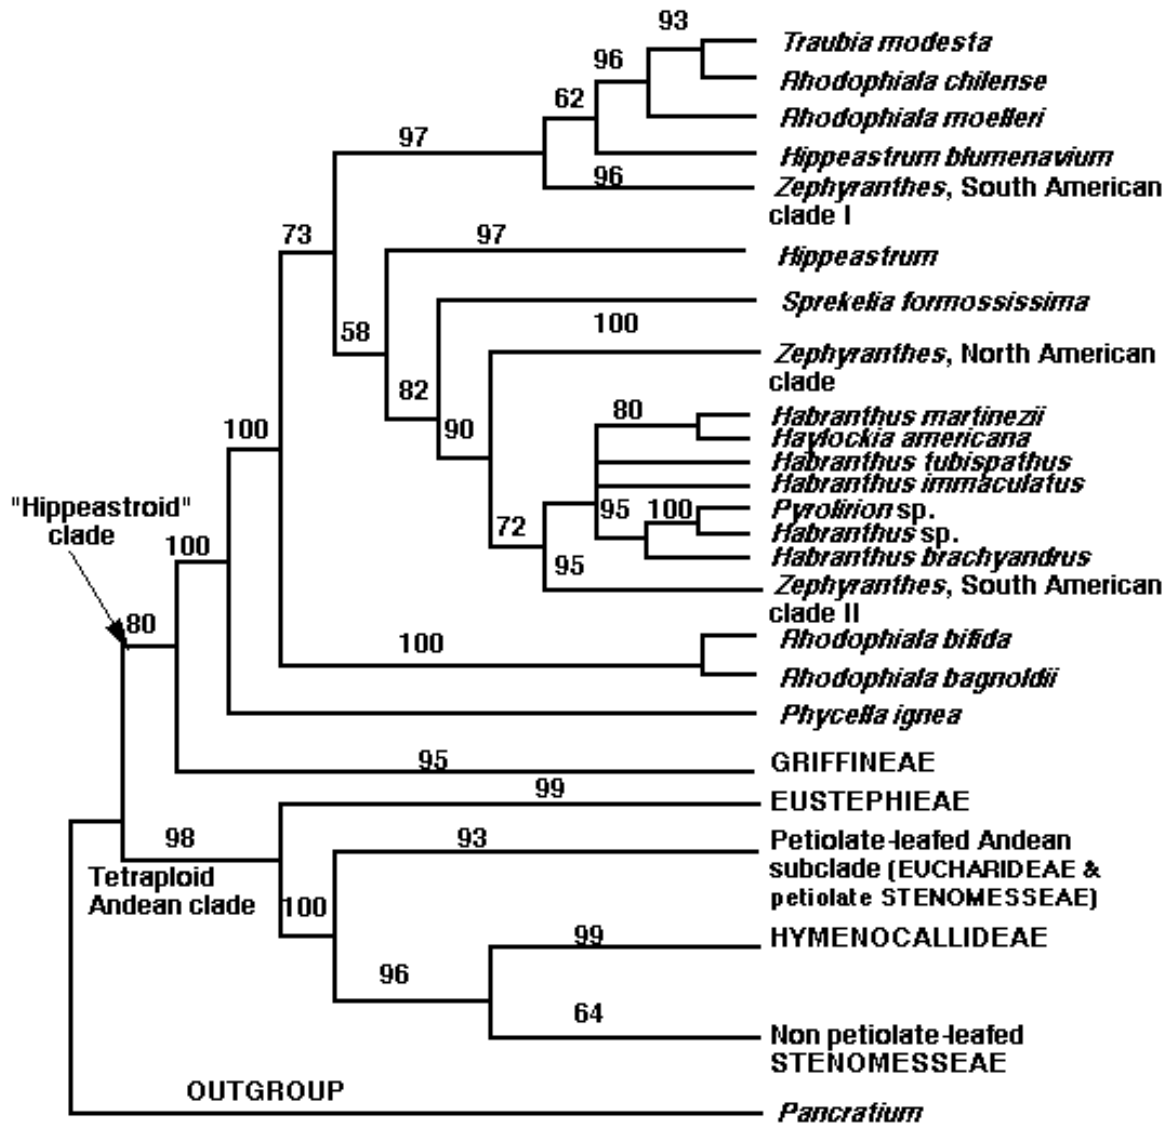 93
Traubia modesta
96
Rhodophiala chilense
62
Rhodophiala moelleri
97
Hippeastrum blumenavium
96
Zephyranthes, South American
clade I
73
97
Hippeastrum
Sprekelia formossissima
58
100
Zephyranthes, North American
clade
82
90
80
Habranthus martinezii
Haylockia americana
100
Habranthus tubispathus
Habranthus immaculatus
"Hippeastroid"
clade
95
100
Pyrolirion sp.
72
Habranthus sp.
100
Habranthus brachyandrus
95
Zephyranthes, South American
clade II
80
100
Rhodophiala bifida
Rhodophiala bagnoldii
Phycella ignea
95
GRIFFINEAE
99
EUSTEPHIEAE
98
93
Petiolate-leafed Andean
subclade (EUCHARIDEAE &
petiolate STENOMESSEAE)
Tetraploid
Andean clade
100
99
HYMENOCALLIDEAE
96
64
Non petiolate-leafed
STENOMESSEAE
OUTGROUP
Pancratium